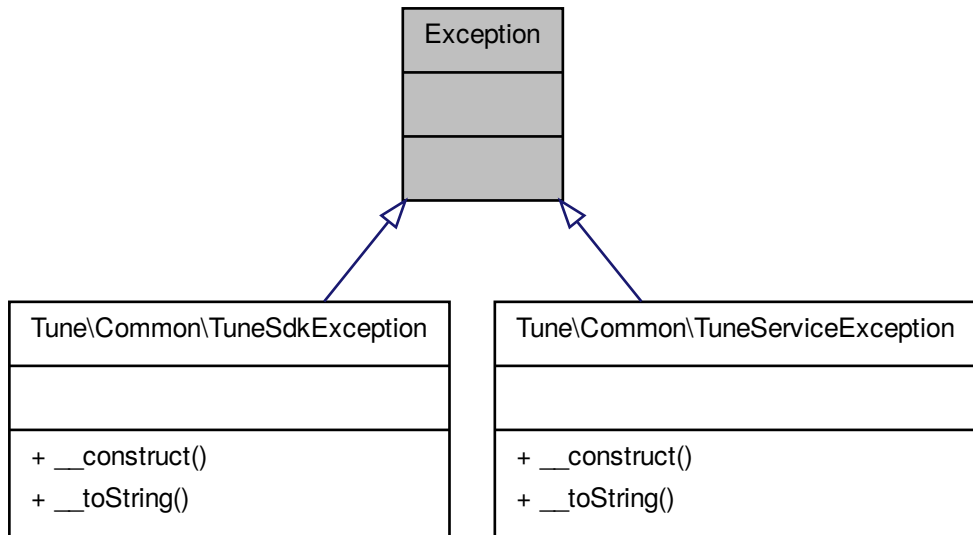 Exception
Tune\Common\TuneSdkException
+ __construct()
+ __toString()
Tune\Common\TuneServiceException
+ __construct()
+ __toString()